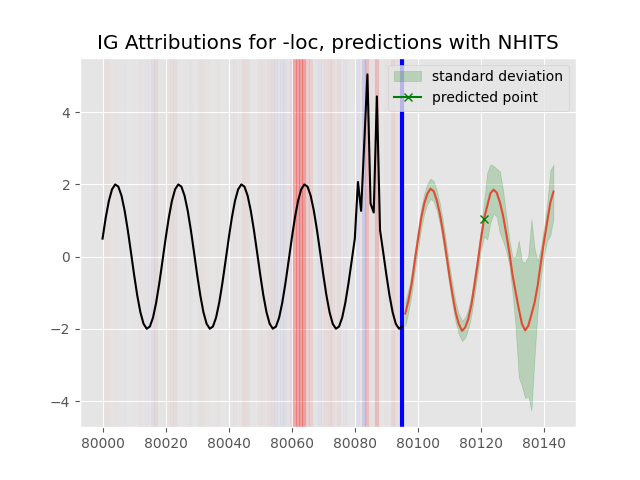 IG Attributions for -loc, predictions with NHITS
standard deviation
predicted point
4
2
0
−2
−4
80000 80020 80040 80060 80080 80100 80120 80140